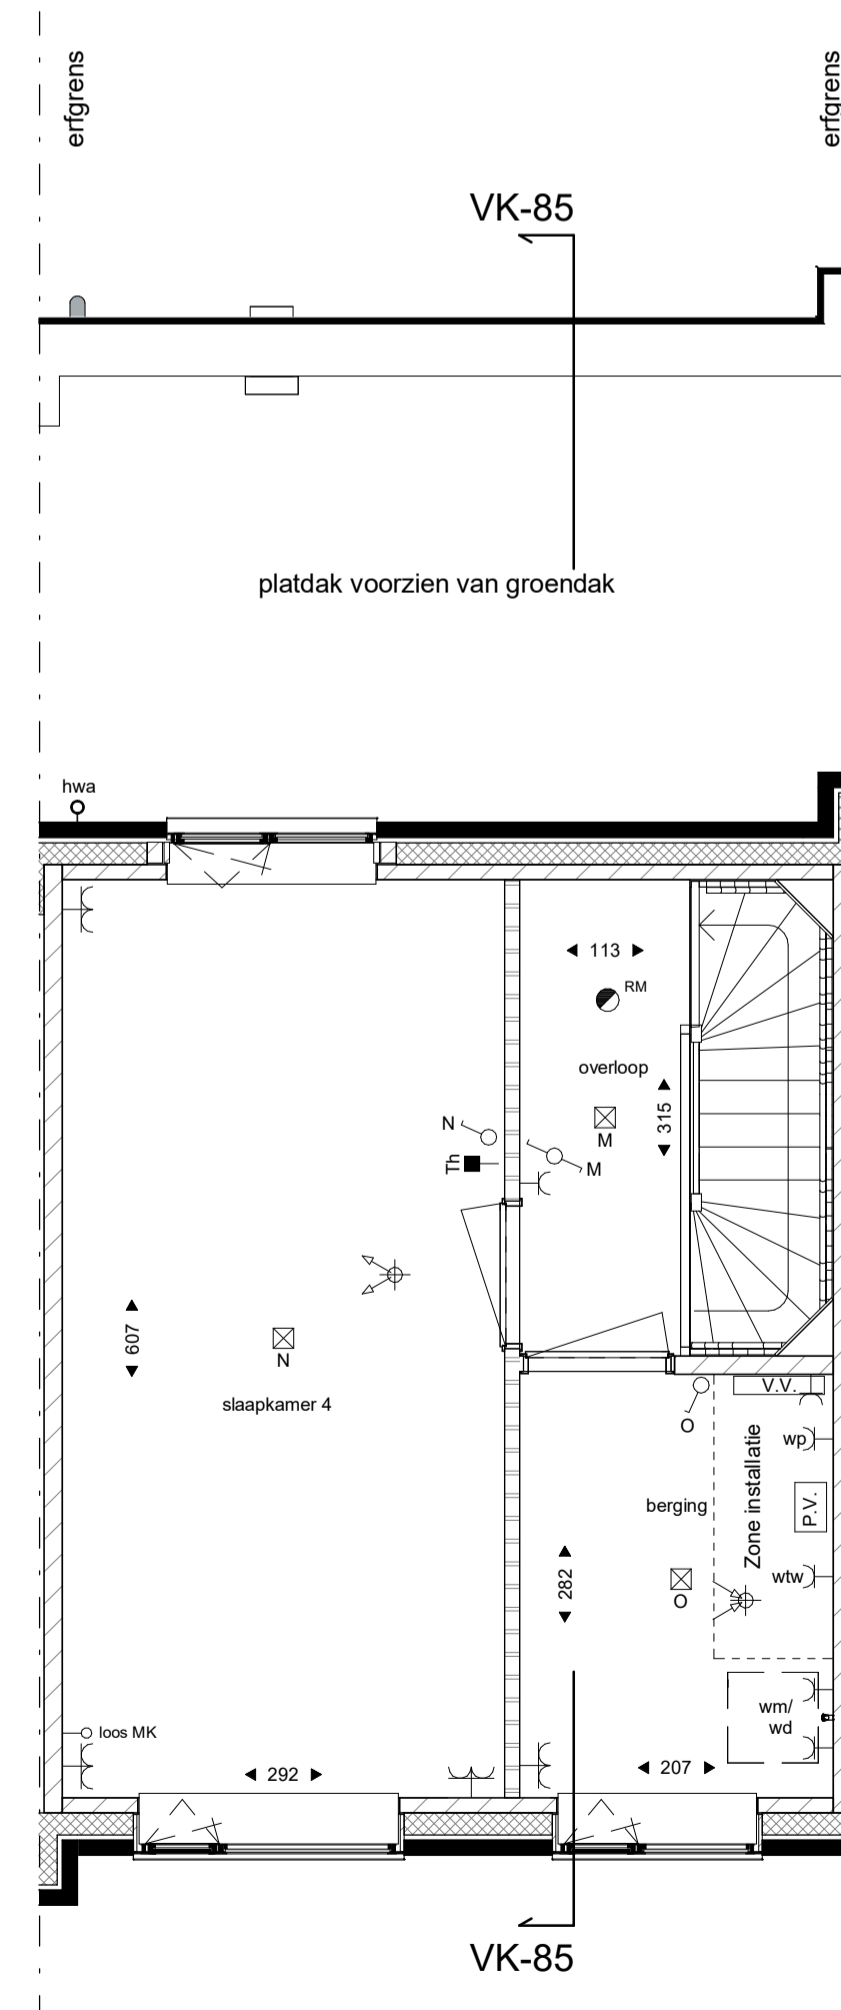 erfgrens
erfgrens
VK-85
platdak voorzien van groendak
hwa
113
RM
overloop
315
M
N
M
Th
607
N
slaapkamer 4
V.V.
O
wp
Zone installatie
berging
P.V.
282
wtw
O
wm/
wd
loos MK
292
207
VK-85